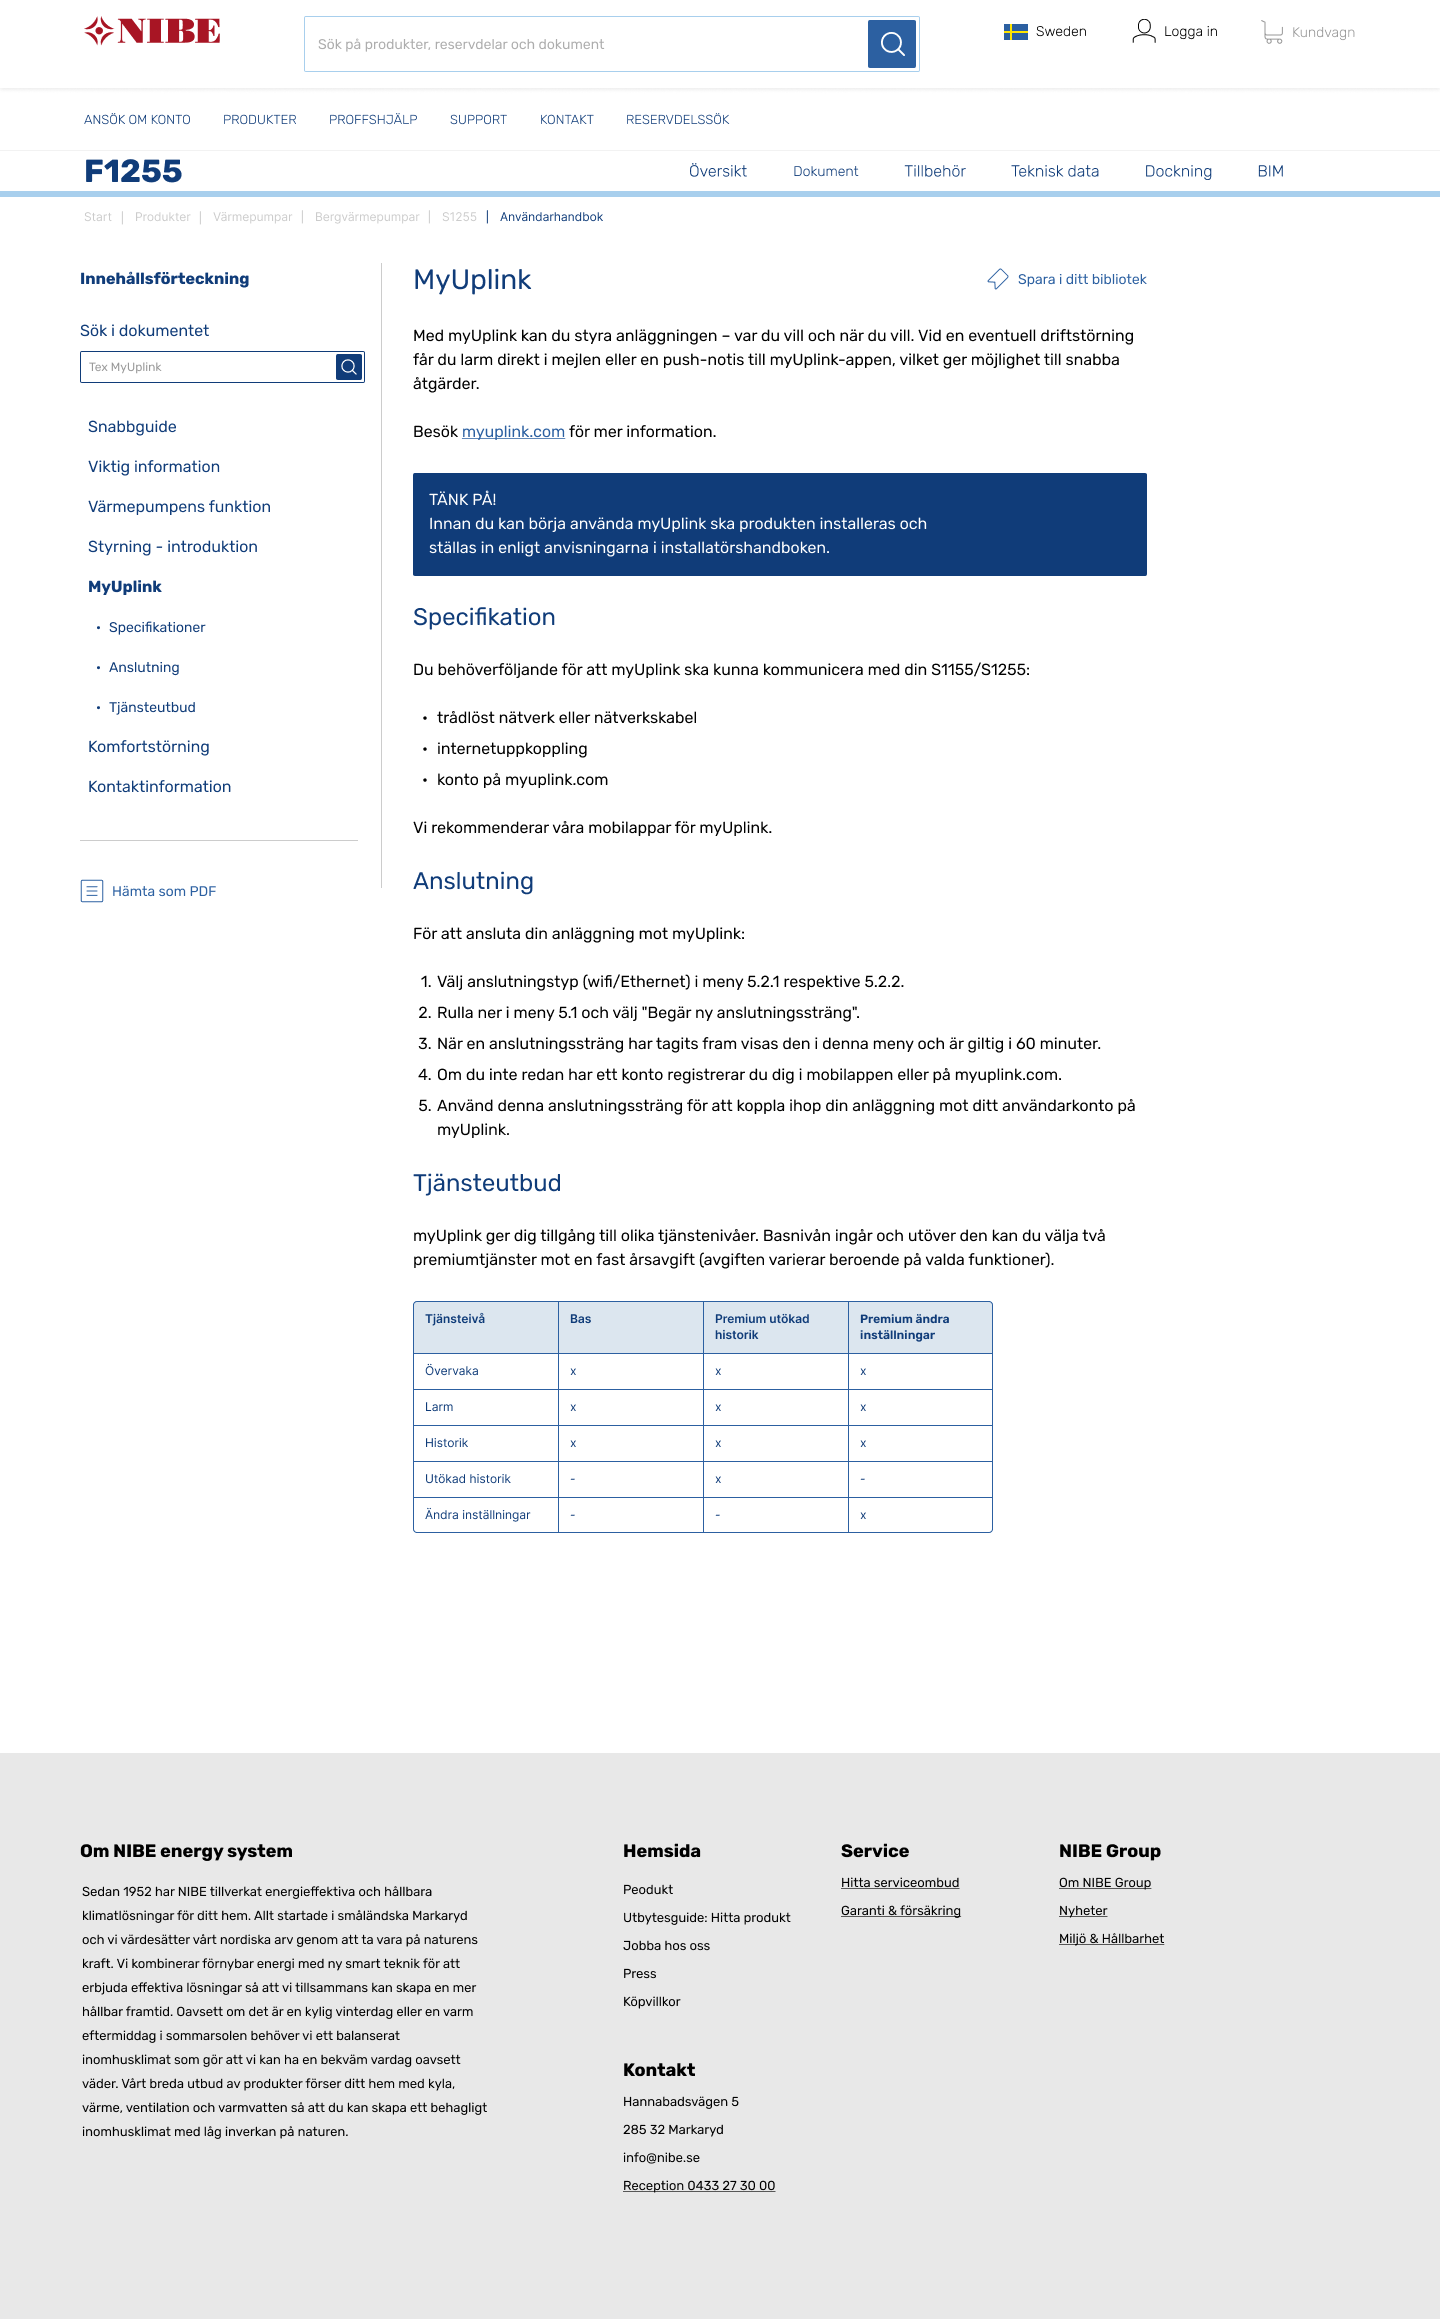 NIBE
Sök på produkter, reservdelar och dokument
Sweden
Logga in
Kundvagn
ANSÖK OM KONTO PRODUKTER PROFFSHJÄLP SUPPORT KONTAKT RESERVDELSSÖK
F1255
Översikt Dokument Tillbehör Teknisk data Dockning BIM
Start | Produkter | Värmepumpar | Bergvärmepumpar | S1255 | Användarhandbok
Innehållsförteckning
Sök i dokumentet
Tex MyUplink
Snabbguide
Viktig information
Värmepumpens funktion
Styrning - introduktion
MyUplink
• Specifikationer
• Anslutning
• Tjänsteutbud
Komfortstörning
Kontaktinformation
Hämta som PDF
MyUplink
Spara i ditt bibliotek
Med myUplink kan du styra anläggningen – var du vill och när du vill. Vid en eventuell driftstörning
får du larm direkt i mejlen eller en push-notis till myUplink-appen, vilket ger möjlighet till snabba
åtgärder.
Besök myuplink.com för mer information.
TÄNK PÅ!
Innan du kan börja använda myUplink ska produkten installeras och
ställas in enligt anvisningarna i installatörshandboken.
Specifikation
Du behöverföljande för att myUplink ska kunna kommunicera med din S1155/S1255:
• trådlöst nätverk eller nätverkskabel
• internetuppkoppling
• konto på myuplink.com
Vi rekommenderar våra mobilappar för myUplink.
Anslutning
För att ansluta din anläggning mot myUplink:
1. Välj anslutningstyp (wifi/Ethernet) i meny 5.2.1 respektive 5.2.2.
2. Rulla ner i meny 5.1 och välj "Begär ny anslutningssträng".
3. När en anslutningssträng har tagits fram visas den i denna meny och är giltig i 60 minuter.
4. Om du inte redan har ett konto registrerar du dig i mobilappen eller på myuplink.com.
5. Använd denna anslutningssträng för att koppla ihop din anläggning mot ditt användarkonto på
myUplink.
Tjänsteutbud
myUplink ger dig tillgång till olika tjänstenivåer. Basnivån ingår och utöver den kan du välja två
premiumtjänster mot en fast årsavgift (avgiften varierar beroende på valda funktioner).
Tjänsteivå Bas Premium utökad historik Premium ändra inställningar
Övervaka x x x
Larm x x x
Historik x x x
Utökad historik - x -
Ändra inställningar - - x
Om NIBE energy system
Sedan 1952 har NIBE tillverkat energieffektiva och hållbara
klimatlösningar för ditt hem. Allt startade i småländska Markaryd
och vi värdesätter vårt nordiska arv genom att ta vara på naturens
kraft. Vi kombinerar förnybar energi med ny smart teknik för att
erbjuda effektiva lösningar så att vi tillsammans kan skapa en mer
hållbar framtid. Oavsett om det är en kylig vinterdag eller en varm
eftermiddag i sommarsolen behöver vi ett balanserat
inomhusklimat som gör att vi kan ha en bekväm vardag oavsett
väder. Vårt breda utbud av produkter förser ditt hem med kyla,
värme, ventilation och varmvatten så att du kan skapa ett behagligt
inomhusklimat med låg inverkan på naturen.
Hemsida
Peodukt
Utbytesguide: Hitta produkt
Jobba hos oss
Press
Köpvillkor
Kontakt
Hannabadsvägen 5
285 32 Markaryd
info@nibe.se
Reception 0433 27 30 00
Service
Hitta serviceombud
Garanti & försäkring
NIBE Group
Om NIBE Group
Nyheter
Miljö & Hållbarhet